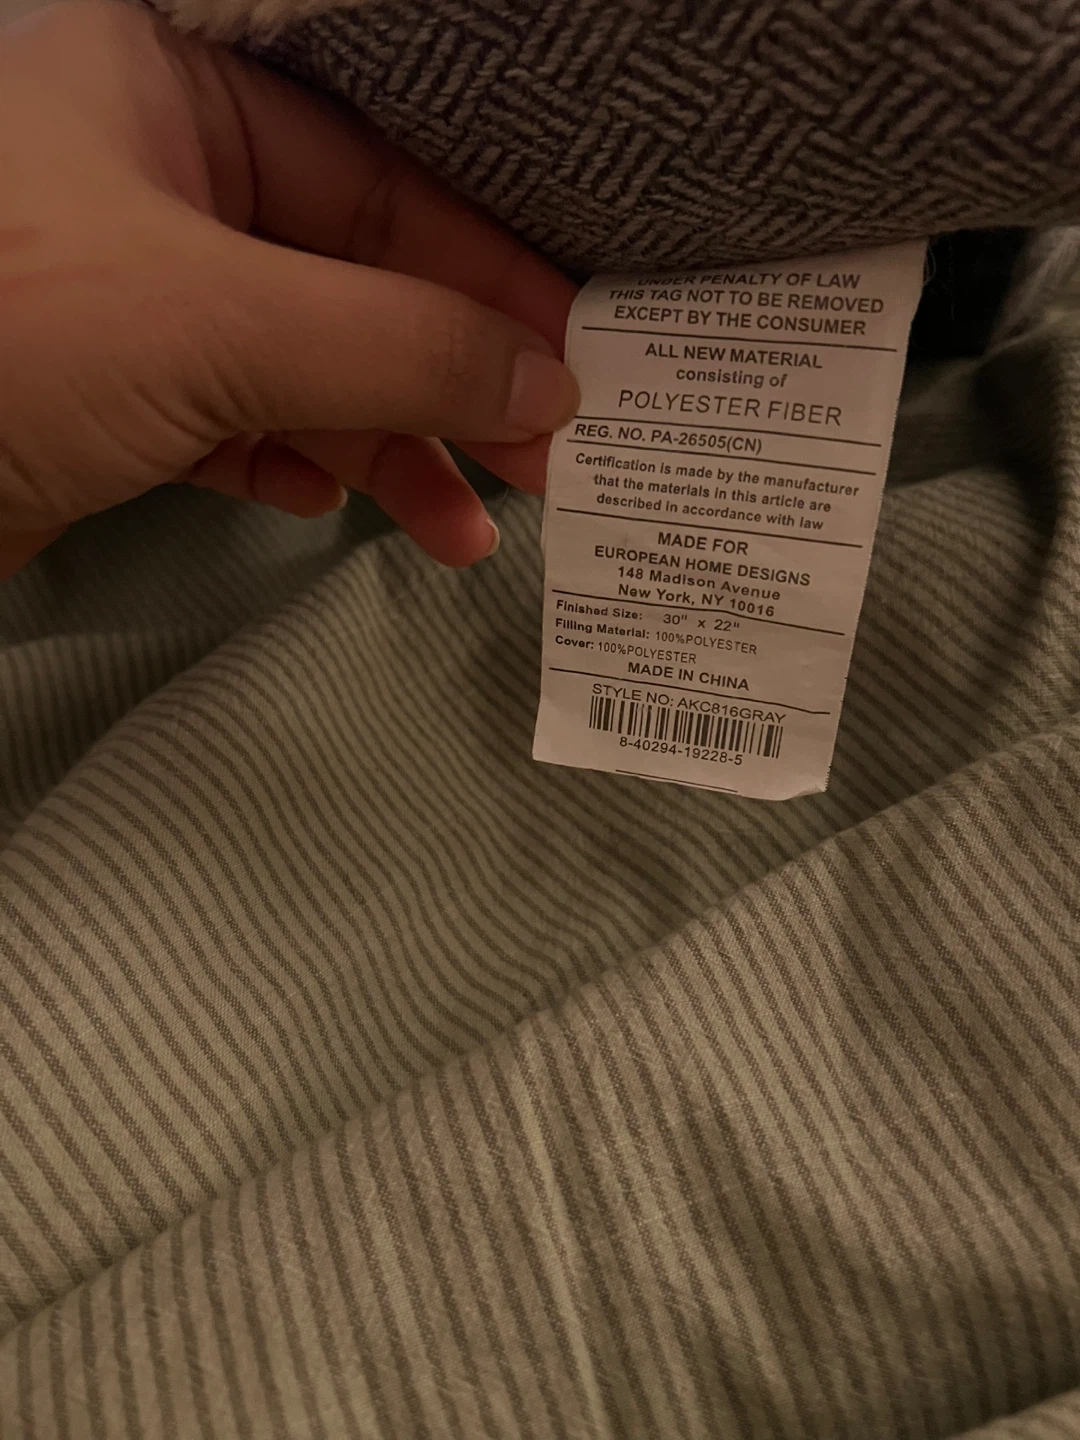 UNDER PENALTY OF LAW
THIS TAG NOT TO BE REMOVED
EXCEPT BY THE CONSUMER
ALL NEW MATERIAL
consisting of
POLYESTER FIBER
REG. NO. PA-26505(CN)
Certification is made by the manufacturer
that the materials in this article are
described in accordance with law
MADE FOR
EUROPEAN HOME DESIGNS
148 Madison Avenue
New York, NY 10016
Finished Size: 30" x 22"
Filling Material: 100%POLYESTER
Cover: 100%POLYESTER
MADE IN CHINA
STYLE NO: AKC816GRAY
8-40294-19228-5